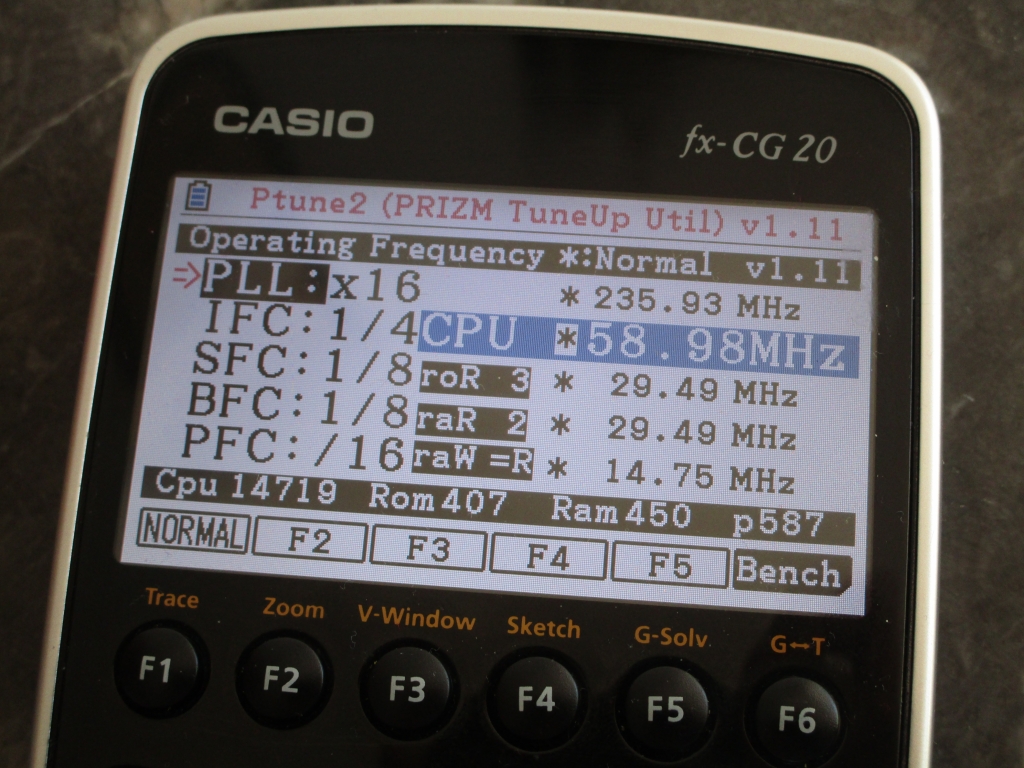 CASIO
fx-CG 20
Ptune2 (PRIZM TuneUp Util) v1.11
Operating Frequency *:Normal v1.11
⇒PLL:x16 * 235.93 MHz
IFC:1/4 CPU *58.98MHz
SFC:1/8 roR 3 * 29.49 MHz
BFC:1/8 raR 2 * 29.49 MHz
PFC:/16 raW =R * 14.75 MHz
Cpu 14719 Rom 407 Ram 450 p587
NORMAL F2 F3 F4 F5 Bench
Trace Zoom V-Window Sketch G-Solv G↔T
F1 F2 F3 F4 F5 F6